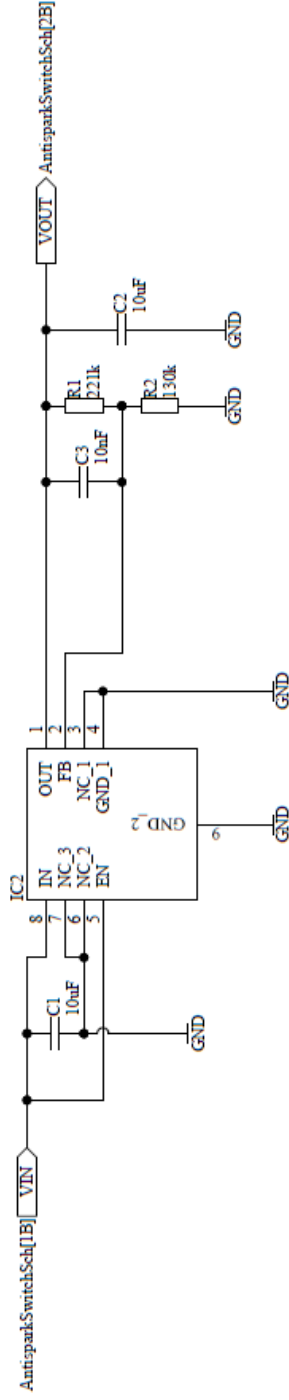 AntisparkSwitchSch[1B]
VIN
C1
10uF
GND
IC2
8
7
6
5
IN
NC_3
NC_2
EN
OUT
FB
NC_1
GND_1
GND_2
1
2
3
4
9
GND
GND
C3
10nF
R1
221k
R2
130k
GND
C2
10uF
GND
VOUT
AntisparkSwitchSch[2B]